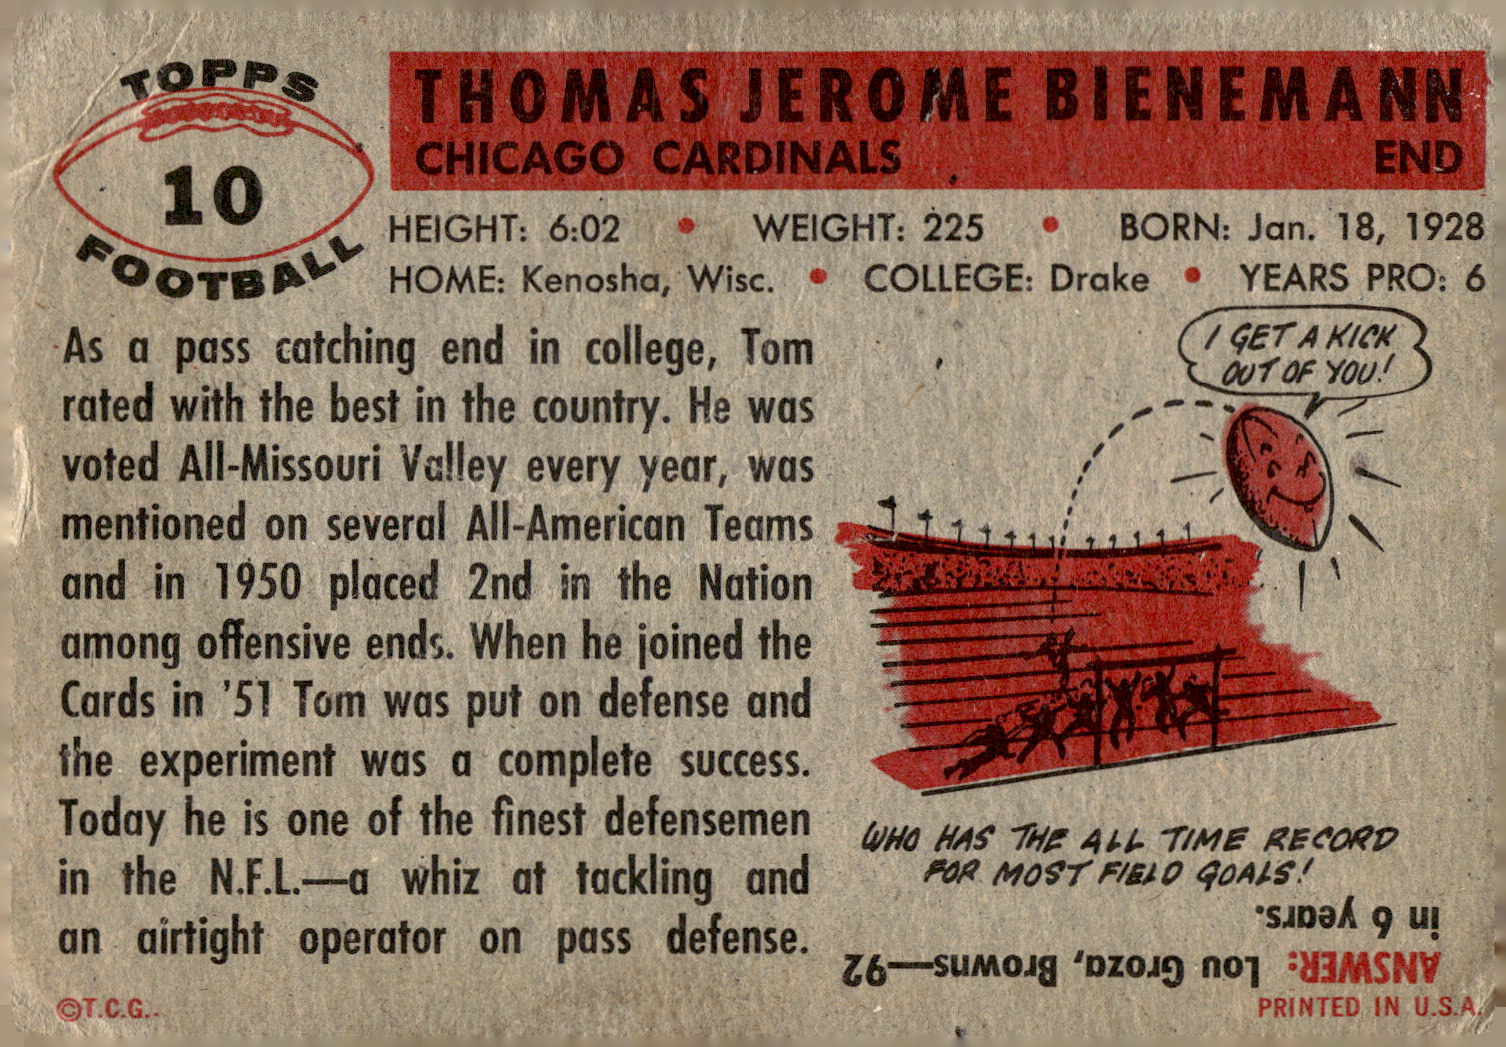 TOPPS
10
FOOTBALL
THOMAS JEROME BIENEMANN
CHICAGO CARDINALS END
HEIGHT: 6:02 • WEIGHT: 225 • BORN: Jan. 18, 1928
HOME: Kenosha, Wisc. • COLLEGE: Drake • YEARS PRO: 6
As a pass catching end in college, Tom
rated with the best in the country. He was
voted All-Missouri Valley every year, was
mentioned on several All-American Teams
and in 1950 placed 2nd in the Nation
among offensive ends. When he joined the
Cards in '51 Tom was put on defense and
the experiment was a complete success.
Today he is one of the finest defensemen
in the N.F.L.—a whiz at tackling and
an airtight operator on pass defense.
I GET A KICK
OUT OF YOU!
WHO HAS THE ALL TIME RECORD
FOR MOST FIELD GOALS!
ANSWER: Lou Groza, Browns—92
in 6 years.
©T.C.G..
PRINTED IN U.S.A.